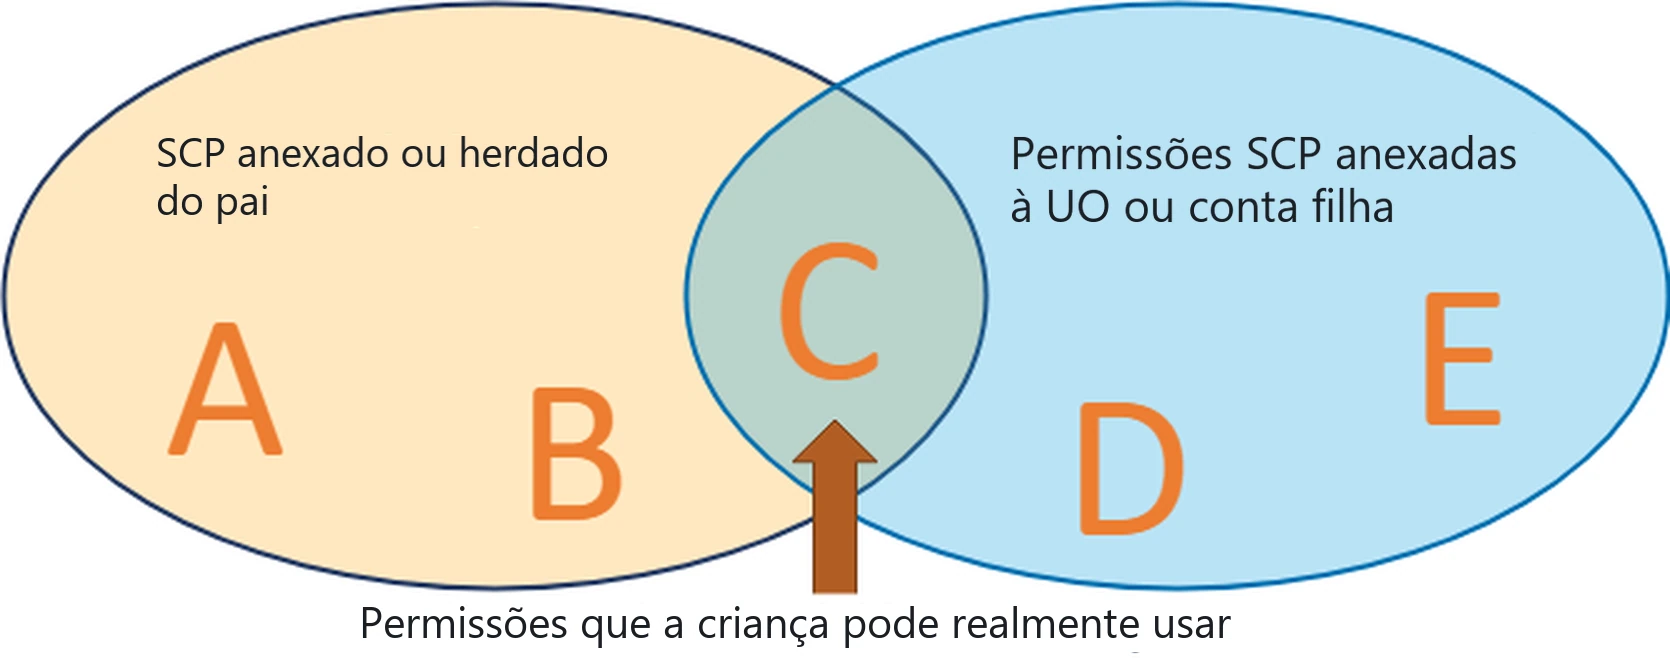 SCP anexado ou herdado
do pai
Permissões SCP anexadas
à UO ou conta filha
A
B
C
D
E
Permissões que a criança pode realmente usar